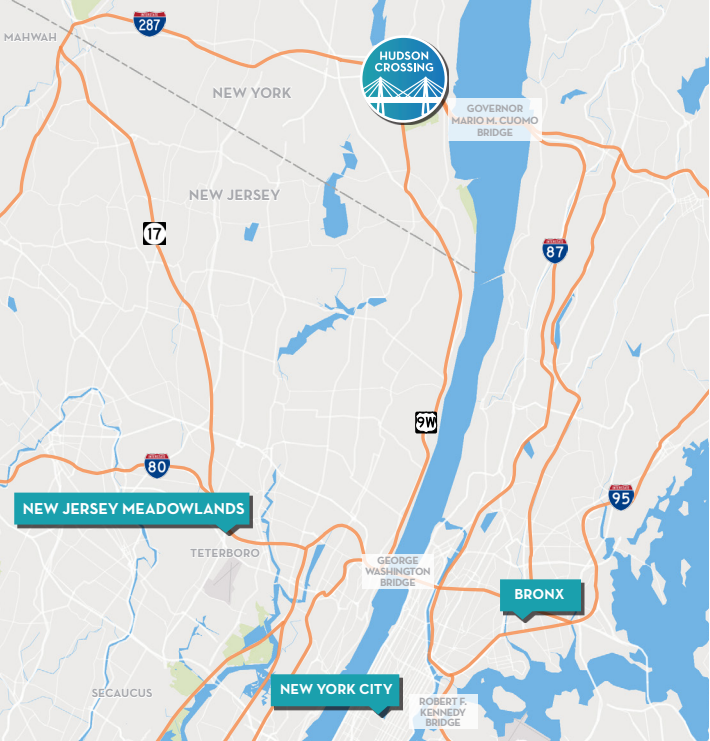 287
MAHWAH
HUDSON
CROSSING
NEW YORK
GOVERNOR
MARIO M. CUOMO
BRIDGE
NEW JERSEY
17
87
9W
80
95
NEW JERSEY MEADOWLANDS
TETERBORO
GEORGE
WASHINGTON
BRIDGE
BRONX
NEW YORK CITY
SECAUCUS
ROBERT F.
KENNEDY
BRIDGE